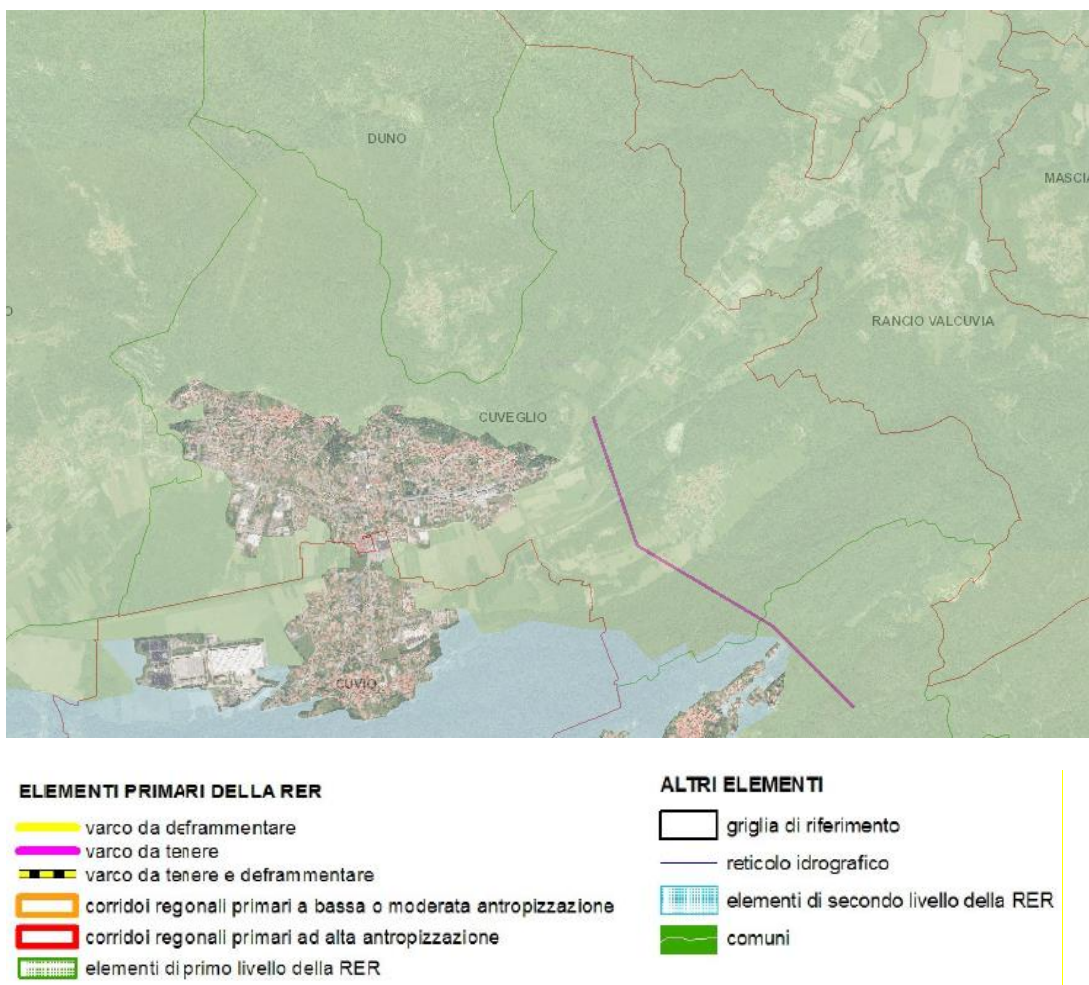 DUNO
MASCIA
O
RANCIO VALCUVIA
CUVEGLIO
CUVIO
ELEMENTI PRIMARI DELLA RER
varco da deframmentare
varco da tenere
varco da tenere e deframmentare
corridoi regonali primari a bassa o moderata antropizzazione
corridoi regonali primari ad alta antropizzazione
elementi di primo livello della RER
ALTRI ELEMENTI
griglia di riferimento
reticolo idrografico
elementi di secondo livello della RER
comuni